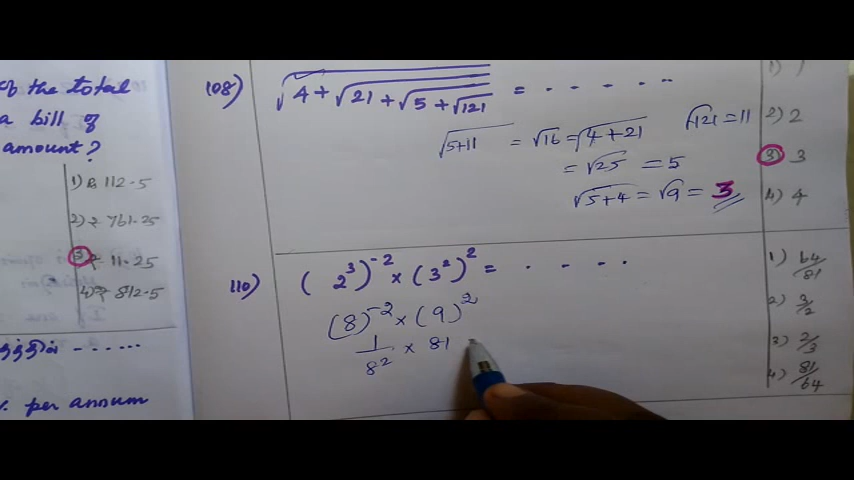 of the total
a bill of
amount?
1) ₹ 112.5
2) ₹ 761.25
3) ₹ 11.25
4) ₹ 812.5
per annum
108) √4 + √21 + √5 + √121 = . . . . . .
√5+11 = √16 = √4+21 √121 = 11
= √25 = 5
√5+4 = √9 = 3
1) 1
2) 2
3) 3
4) 4
110) (2³)⁻² × (3²)² = . . . . .
(8)⁻² × (9)²
1/8² × 81
1) 64/81
2) 3/2
3) 2/3
4) 81/64